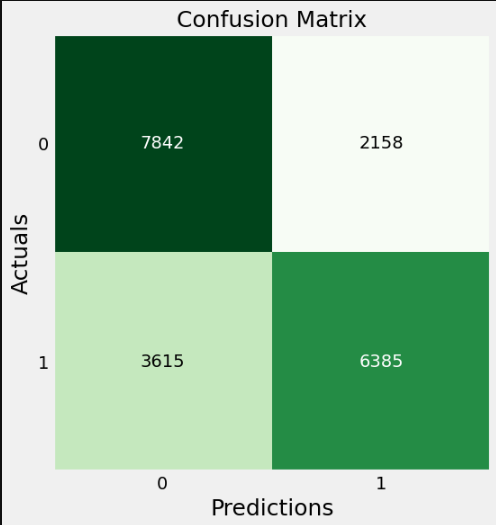 Confusion Matrix
Actuals
0
7842
2158
1
3615
6385
0
1
Predictions